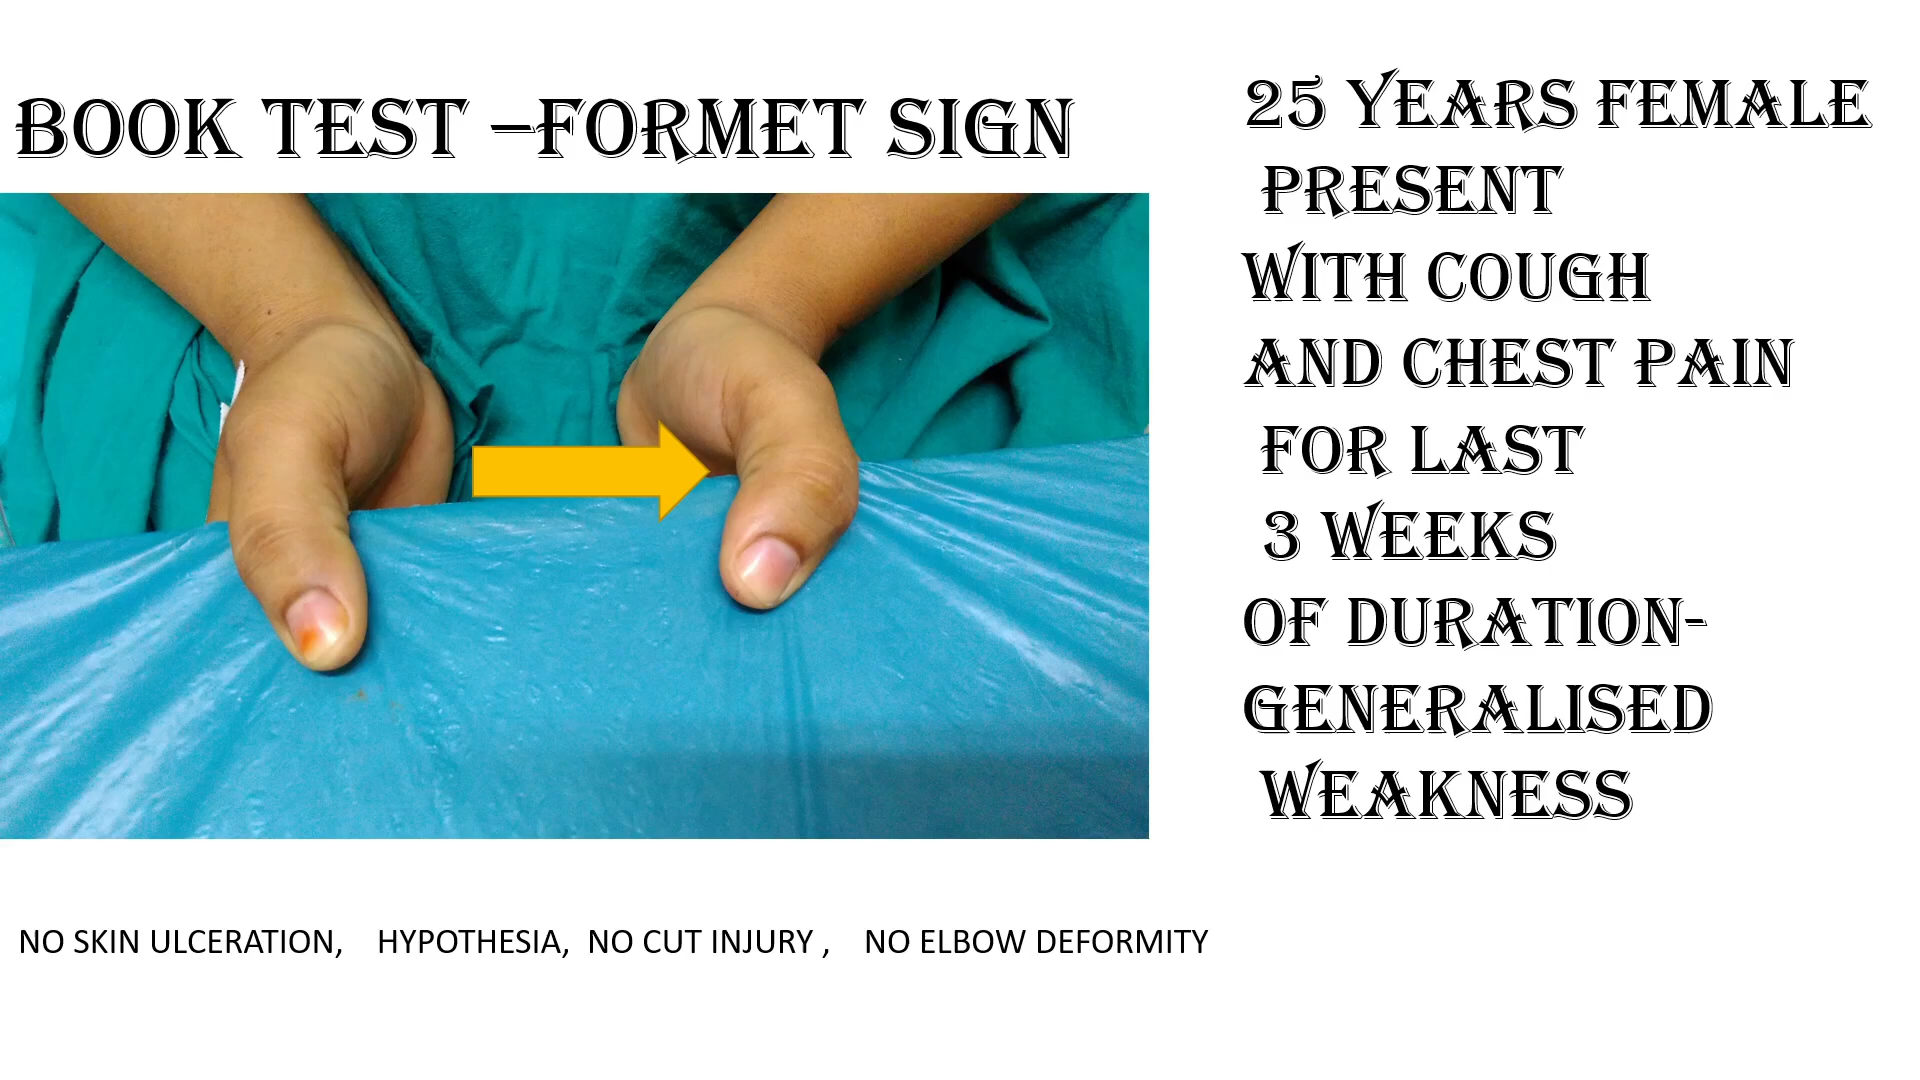 BOOK TEST –FORMET SIGN
25 YEARS FEMALE
PRESENT
WITH COUGH
AND CHEST PAIN
FOR LAST
3 WEEKS
OF DURATION-
GENERALISED
WEAKNESS
NO SKIN ULCERATION, HYPOTHESIA, NO CUT INJURY , NO ELBOW DEFORMITY